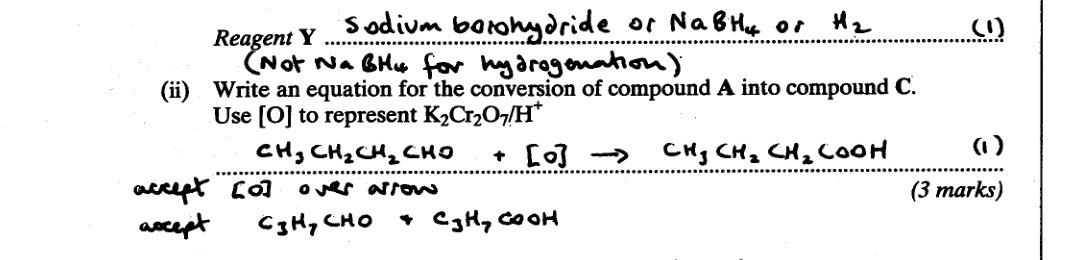 Reagent Y Sodium borohydride or NaBH₄ or H₂ (1)
(Not NaBH₄ for hydrogenation)
(ii) Write an equation for the conversion of compound A into compound C.
Use [O] to represent K₂Cr₂O₇/H⁺
CH₃CH₂CH₂CHO + [O] → CH₃CH₂CH₂COOH (1)
accept [O] over arrow (3 marks)
accept C₃H₇CHO + C₃H₇COOH